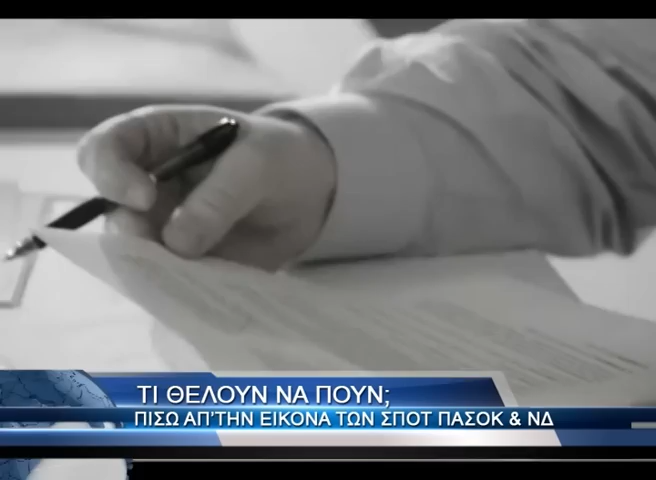 ΤΙ ΘΕΛΟΥΝ ΝΑ ΠΟΥΝ;
ΠΙΣΩ ΑΠ'ΤΗΝ ΕΙΚΟΝΑ ΤΩΝ ΣΠΟΤ ΠΑΣΟΚ & ΝΔ